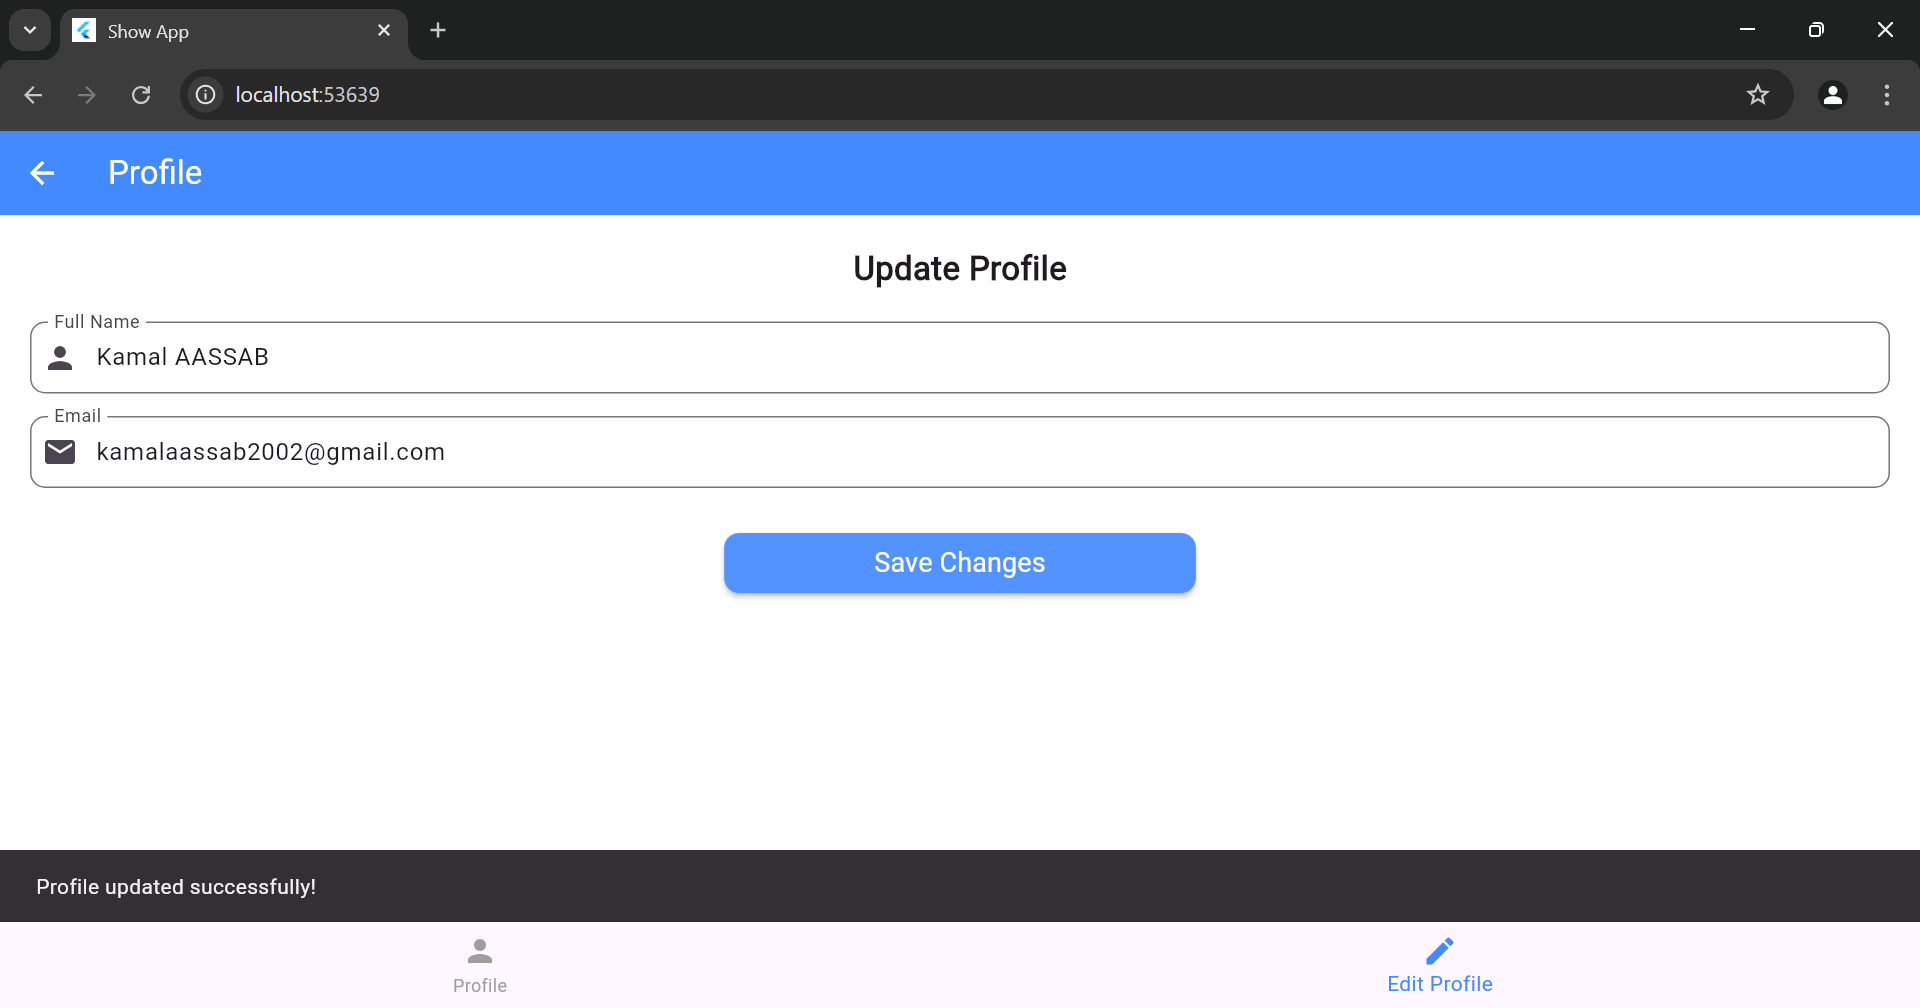 Show App
localhost:53639
Profile
Update Profile
Full Name
Kamal AASSAB
Email
kamalaassab2002@gmail.com
Save Changes
Profile updated successfully!
Profile
Edit Profile